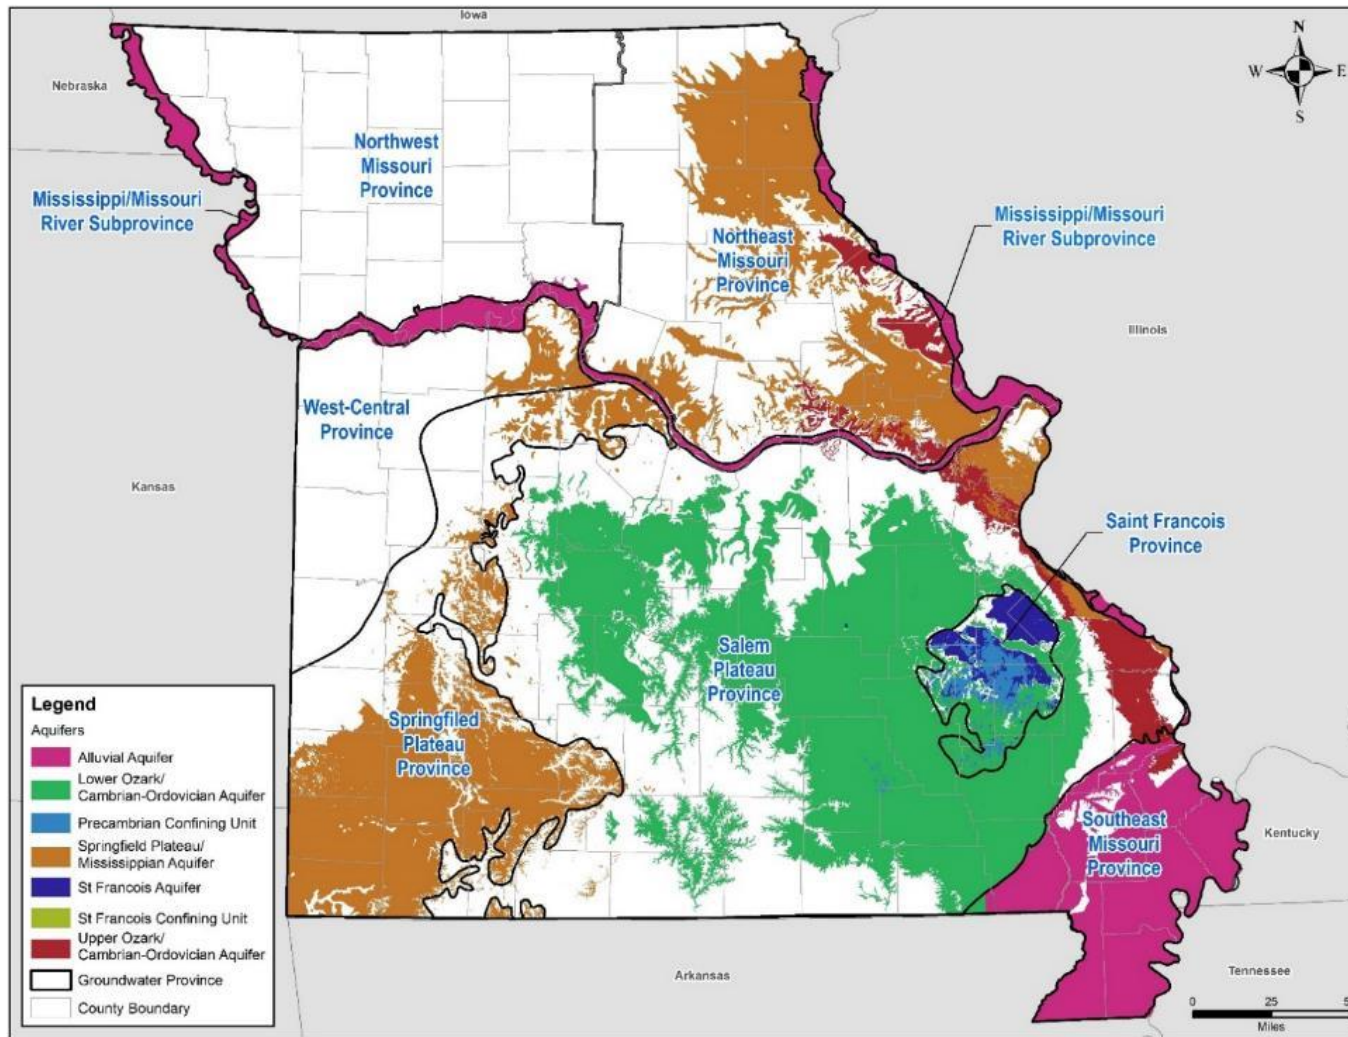 Iowa
N
W
E
S
Nebraska
Northwest
Missouri
Province
Mississippi/Missouri
River Subprovince
Mississippi/Missouri
River Subprovince
Northeast
Missouri
Province
Illinois
West-Central
Province
Kansas
Saint Francois
Province
Salem
Plateau
Province
Springfiled
Plateau
Province
Southeast
Missouri
Province
Kentucky
Arkansas
Tennessee
Legend
Aquifers
Alluvial Aquifer
Lower Ozark/
Cambrian-Ordovician Aquifer
Precambrian Confining Unit
Springfield Plateau/
Mississippian Aquifer
St Francois Aquifer
St Francois Confining Unit
Upper Ozark/
Cambrian-Ordovician Aquifer
Groundwater Province
County Boundary
0 25
Miles